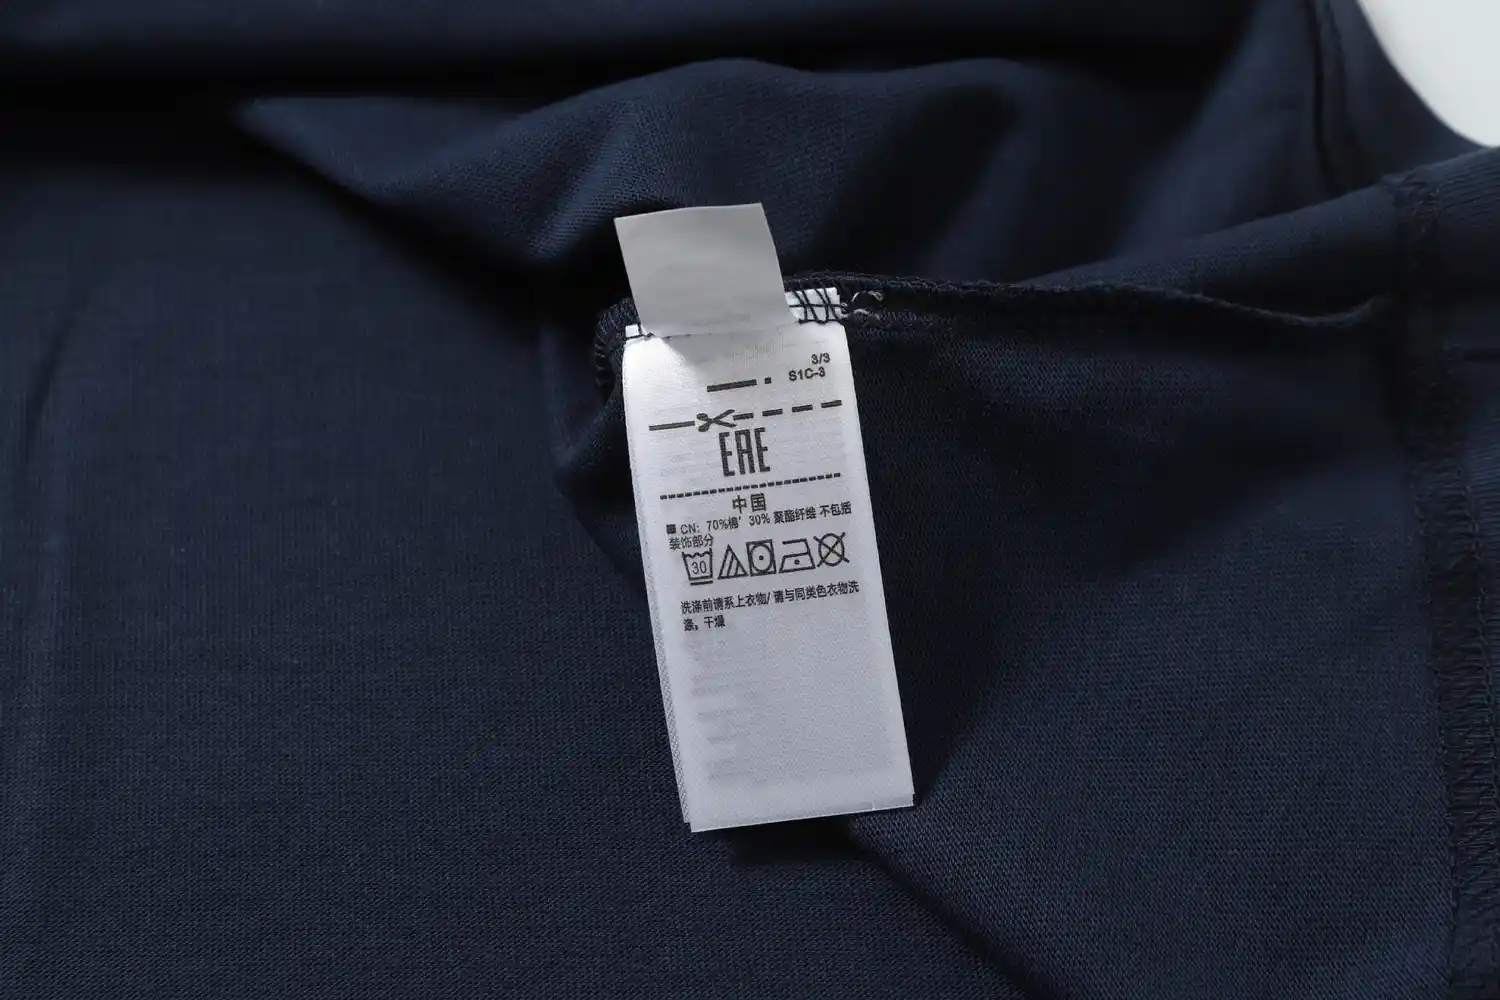 3/3
S1C-3
EAC
中国
CN: 70%棉' 30% 聚酯纤维 不包括
装饰部分
30
洗涤前请系上衣物/ 请与同类色衣物洗
涤。干燥